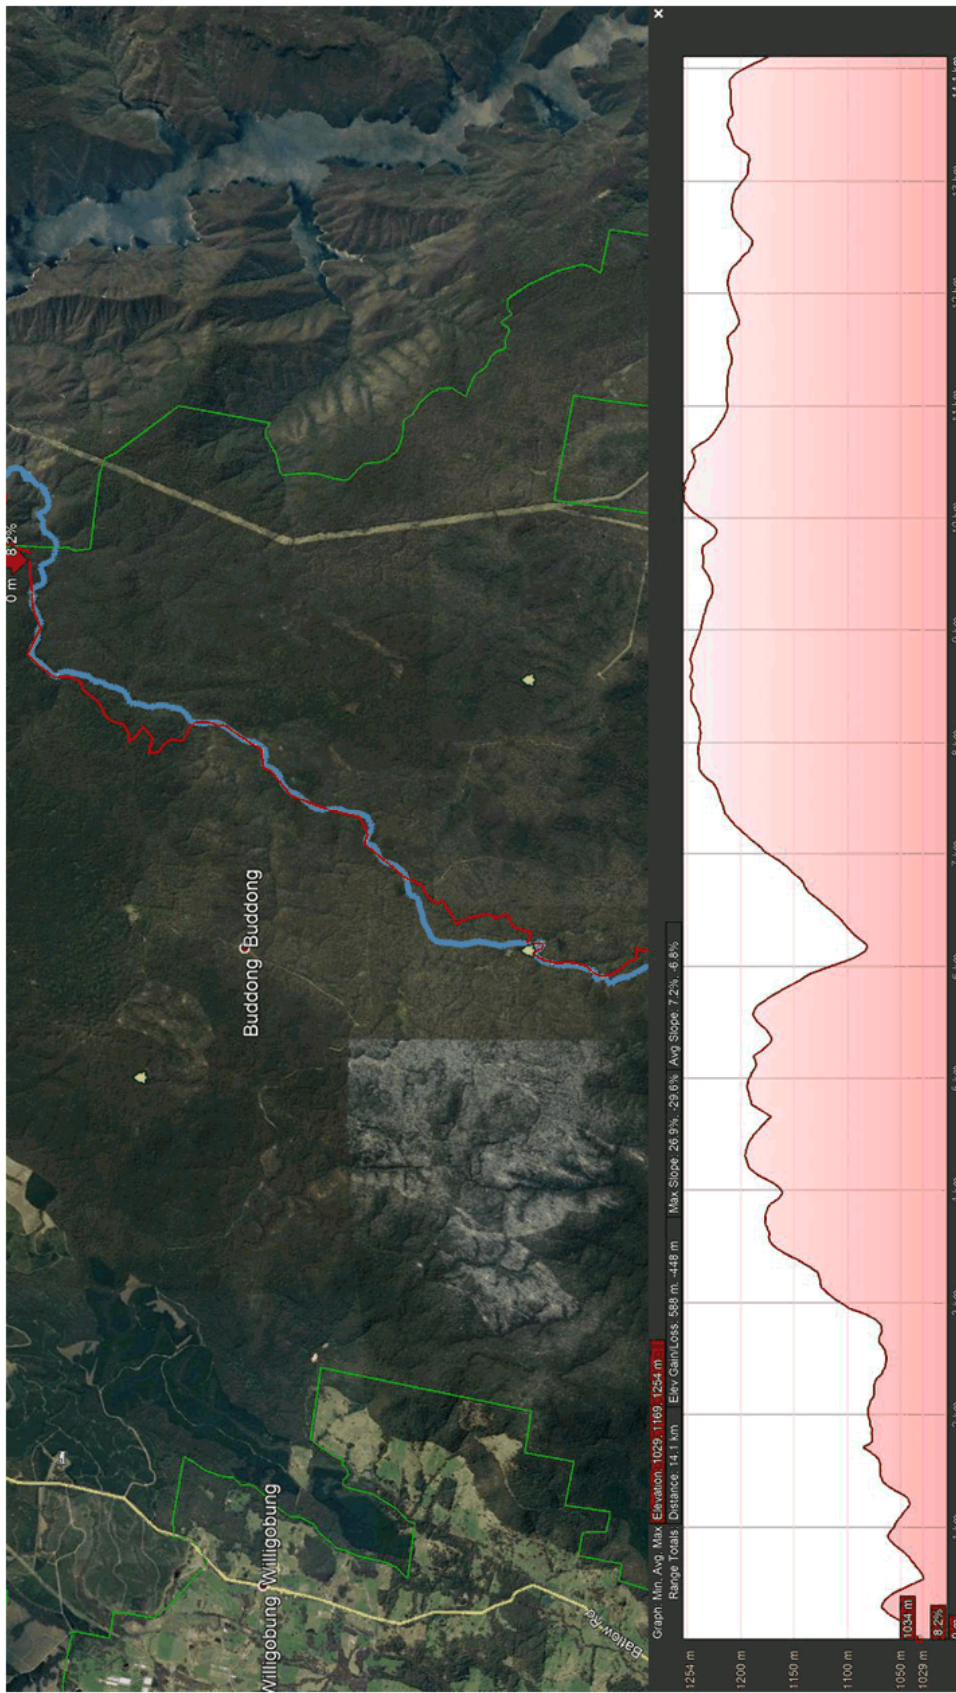 0 m 8.2%
Buddong Buddong
Willigobung Willigobung
Batlow Rd
Graph: Min, Avg, Max Elevation: 1029, 1169, 1254 m
Range Totals: Distance: 14.1 km Elev Gain/Loss: 588 m, -448 m Max Slope: 26.9%, -29.6% Avg Slope: 7.2%, -6.8%
1254 m
1200 m
1150 m
1100 m
1050 m
1029 m
1034 m
8.2%